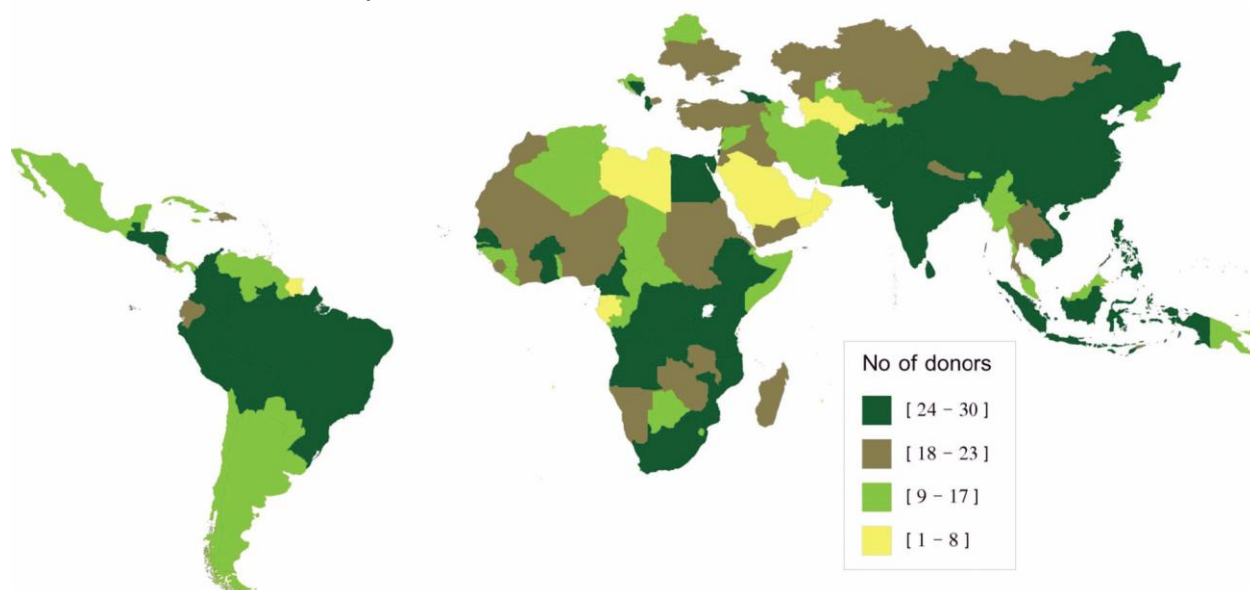 No of donors
[ 24 – 30 ]
[ 18 – 23 ]
[ 9 – 17 ]
[ 1 – 8 ]